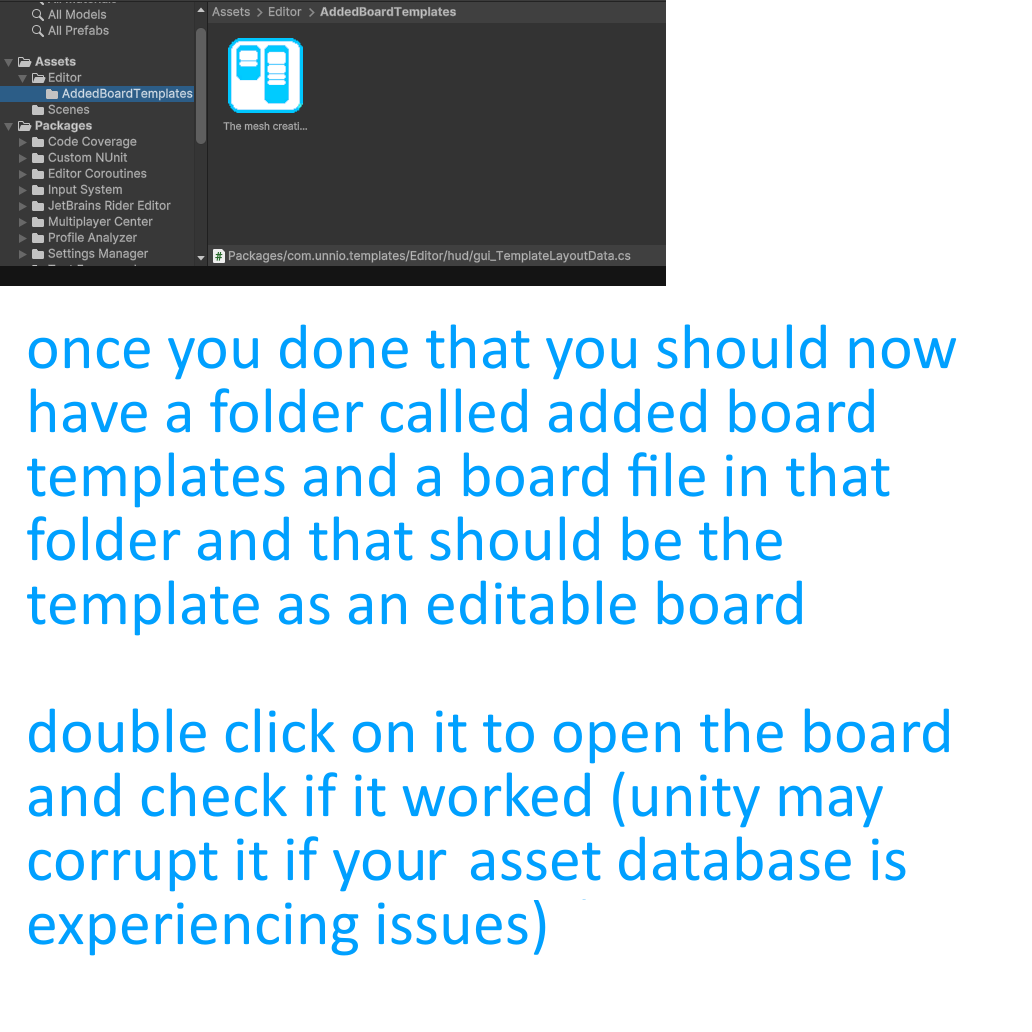 All Models
All Prefabs
Assets
Editor
AddedBoardTemplates
Scenes
Packages
Code Coverage
Custom NUnit
Editor Coroutines
Input System
JetBrains Rider Editor
Multiplayer Center
Profile Analyzer
Settings Manager
Assets > Editor > AddedBoardTemplates
The mesh creati...
Packages/com.unnio.templates/Editor/hud/gui_TemplateLayoutData.cs
once you done that you should now
have a folder called added board
templates and a board file in that
folder and that should be the
template as an editable board
double click on it to open the board
and check if it worked (unity may
corrupt it if your asset database is
experiencing issues)